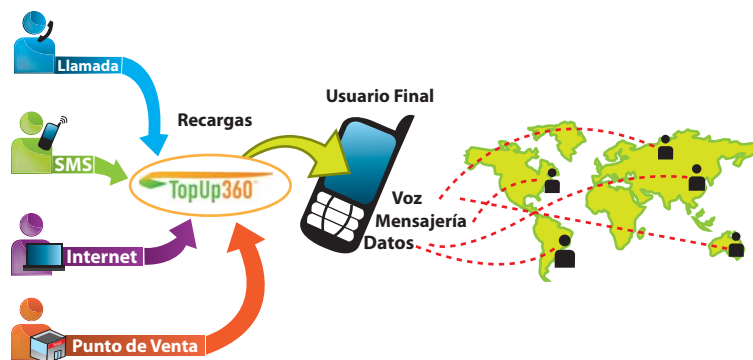 Llamada
SMS
Internet
Punto de Venta
Recargas
TopUp360
Usuario Final
Voz
Mensajería
Datos